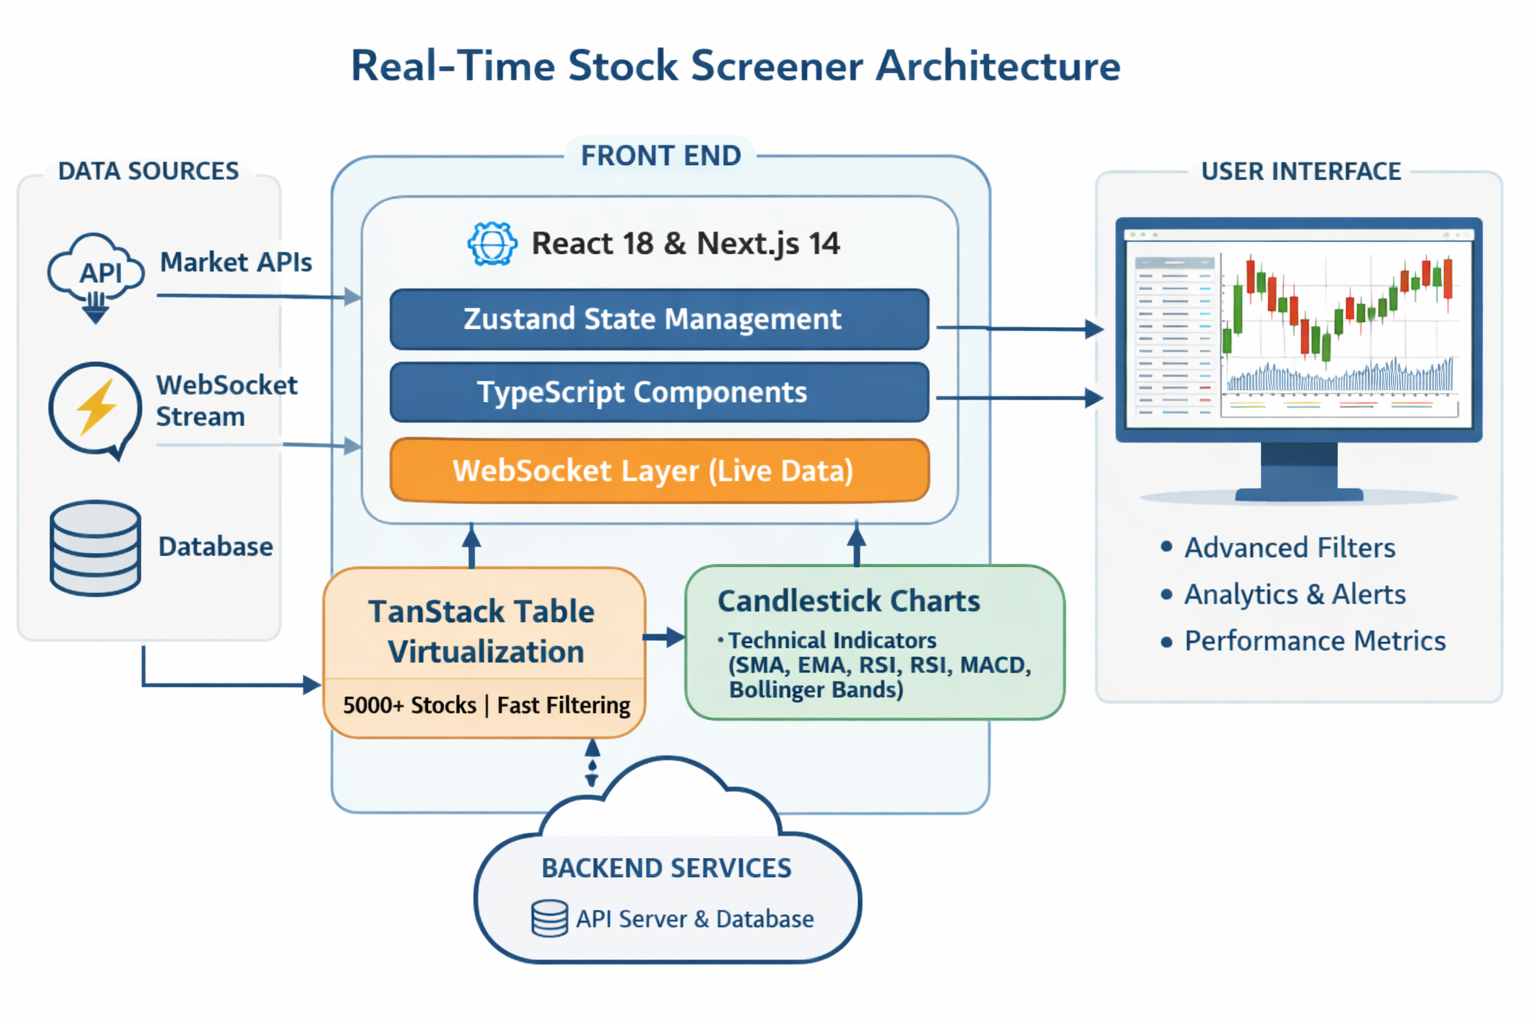 Real-Time Stock Screener Architecture
DATA SOURCES
API
Market APIs
WebSocket
Stream
Database
FRONT END
React 18 & Next.js 14
Zustand State Management
TypeScript Components
WebSocket Layer (Live Data)
TanStack Table
Virtualization
5000+ Stocks | Fast Filtering
Candlestick Charts
• Technical Indicators
(SMA, EMA, RSI, RSI, MACD,
Bollinger Bands)
BACKEND SERVICES
API Server & Database
USER INTERFACE
• Advanced Filters
• Analytics & Alerts
• Performance Metrics